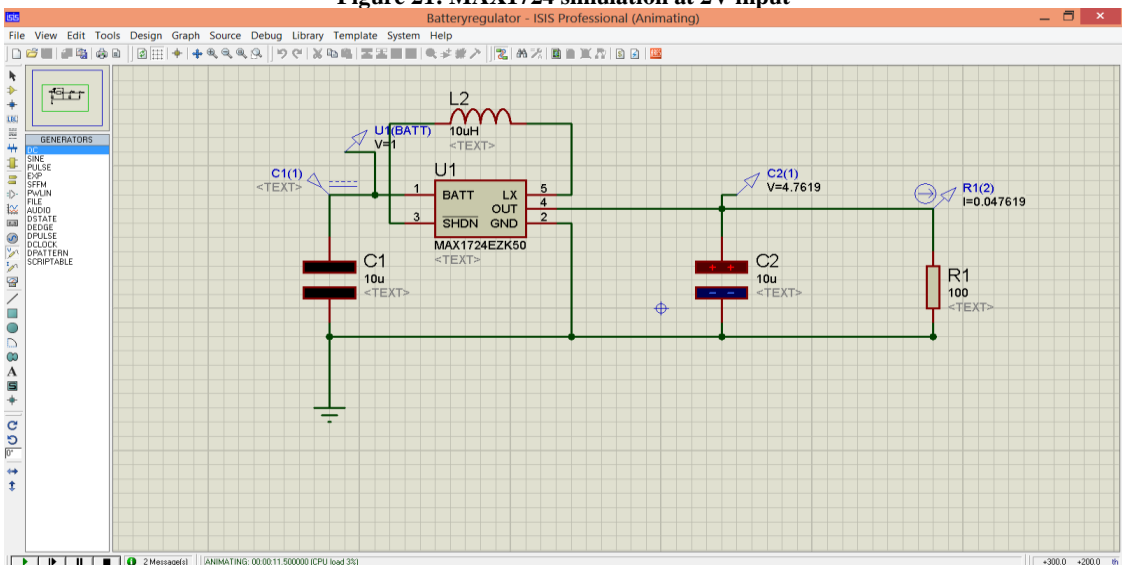 Figure 21: MAX1724 simulation at 2V input
ISIS
Batteryregulator - ISIS Professional (Animating)
File View Edit Tools Design Graph Source Debug Library Template System Help
LBL
GENERATORS
DC
SINE
PULSE
EXP
SFFM
PWLIN
FILE
AUDIO
DSTATE
DEDGE
DPULSE
DCLOCK
DPATTERN
SCRIPTABLE
A
S
0°
L2
10uH
<TEXT>
U1(BATT)
V=1
C1(1)
<TEXT>
U1
1
BATT
LX
5
OUT
4
3
SHDN
GND
2
MAX1724EZK50
<TEXT>
C1
10u
<TEXT>
C2(1)
V=4.7619
R1(2)
I=0.047619
C2
10u
<TEXT>
R1
100
<TEXT>
2 Message(s)
ANIMATING: 00:00:11.500000 (CPU load 3%)
+300.0 +200.0 th